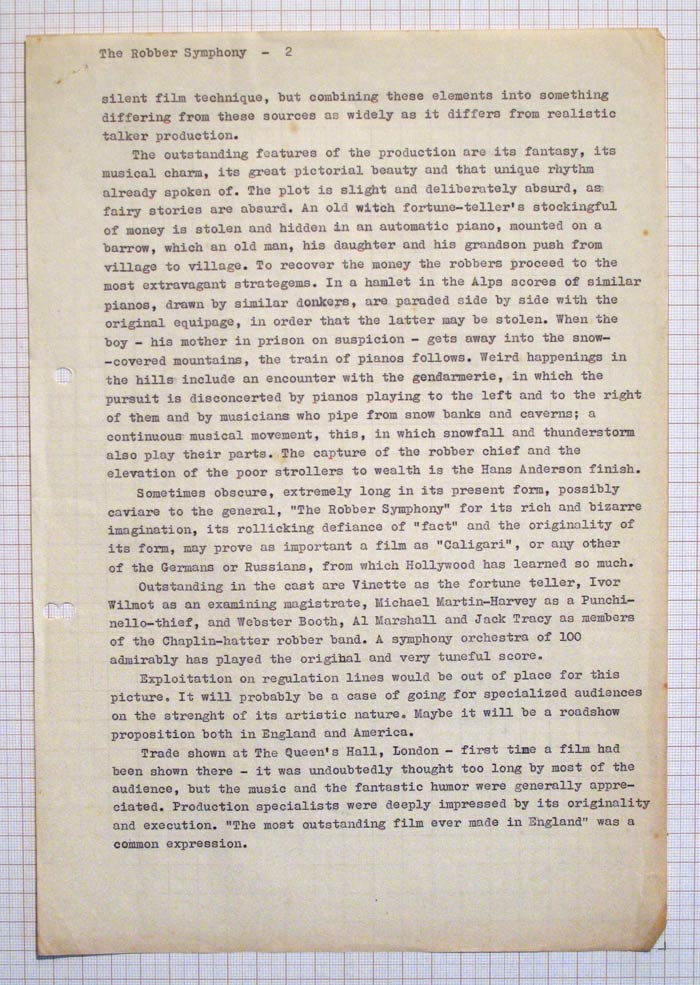 The Robber Symphony - 2
silent film technique, but combining these elements into something
differing from these sources as widely as it differs from realistic
talker production.
The outstanding features of the production are its fantasy, its
musical charm, its great pictorial beauty and that unique rhythm
already spoken of. The plot is slight and deliberately absurd, as
fairy stories are absurd. An old witch fortune-teller's stockingful
of money is stolen and hidden in an automatic piano, mounted on a
barrow, which an old man, his daughter and his grandson push from
village to village. To recover the money the robbers proceed to the
most extravagant strategems. In a hamlet in the Alps scores of similar
pianos, drawn by similar donkers, are paraded side by side with the
original equipage, in order that the latter may be stolen. When the
boy - his mother in prison on suspicion - gets away into the snow-
-covered mountains, the train of pianos follows. Weird happenings in
the hills include an encounter with the gendarmerie, in which the
pursuit is disconcerted by pianos playing to the left and to the right
of them and by musicians who pipe from snow banks and caverns; a
continuous musical movement, this, in which snowfall and thunderstorm
also play their parts. The capture of the robber chief and the
elevation of the poor strollers to wealth is the Hans Anderson finish.
Sometimes obscure, extremely long in its present form, possibly
caviare to the general, "The Robber Symphony" for its rich and bizarre
imagination, its rollicking defiance of "fact" and the originality of
its form, may prove as important a film as "Caligari", or any other
of the Germans or Russians, from which Hollywood has learned so much.
Outstanding in the cast are Vinette as the fortune teller, Ivor
Wilmot as an examining magistrate, Michael Martin-Harvey as a Punchi-
nello-thief, and Webster Booth, Al Marshall and Jack Tracy as members
of the Chaplin-hatter robber band. A symphony orchestra of 100
admirably has played the original and very tuneful score.
Exploitation on regulation lines would be out of place for this
picture. It will probably be a case of going for specialized audiences
on the strenght of its artistic nature. Maybe it will be a roadshow
proposition both in England and America.
Trade shown at The Queen's Hall, London - first time a film had
been shown there - it was undoubtedly thought too long by most of the
audience, but the music and the fantastic humor were generally appre-
ciated. Production specialists were deeply impressed by its originality
and execution. "The most outstanding film ever made in England" was a
common expression.